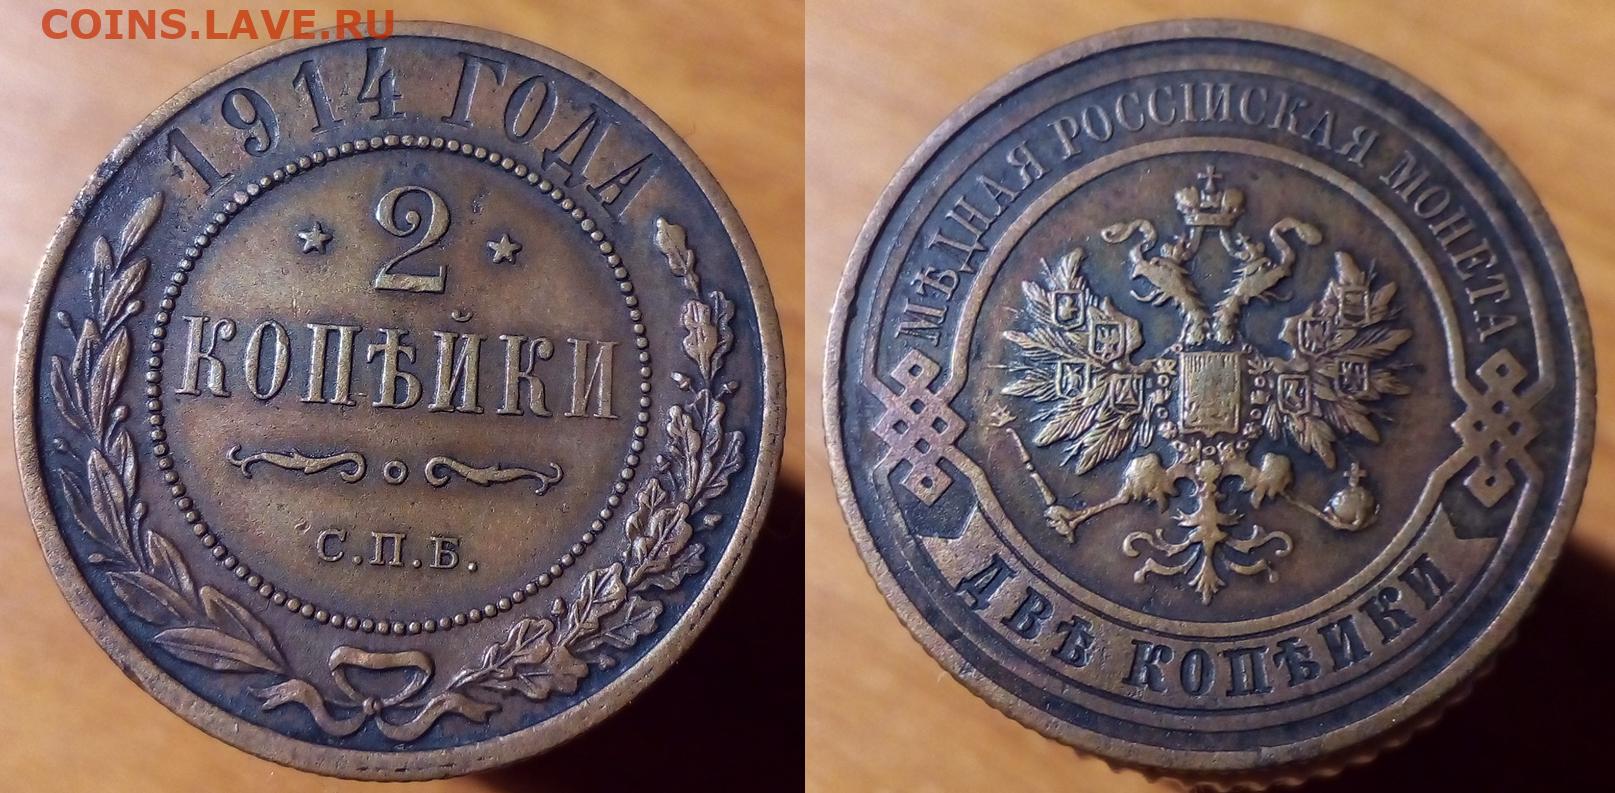 COINS.LAVE.RU
1914 ГОДА
2
КОПѢЙКИ
С.П.Б.
МѢДНАЯ РОССІЙСКАЯ МОНЕТА
ДВѢ КОПѢЙКИ